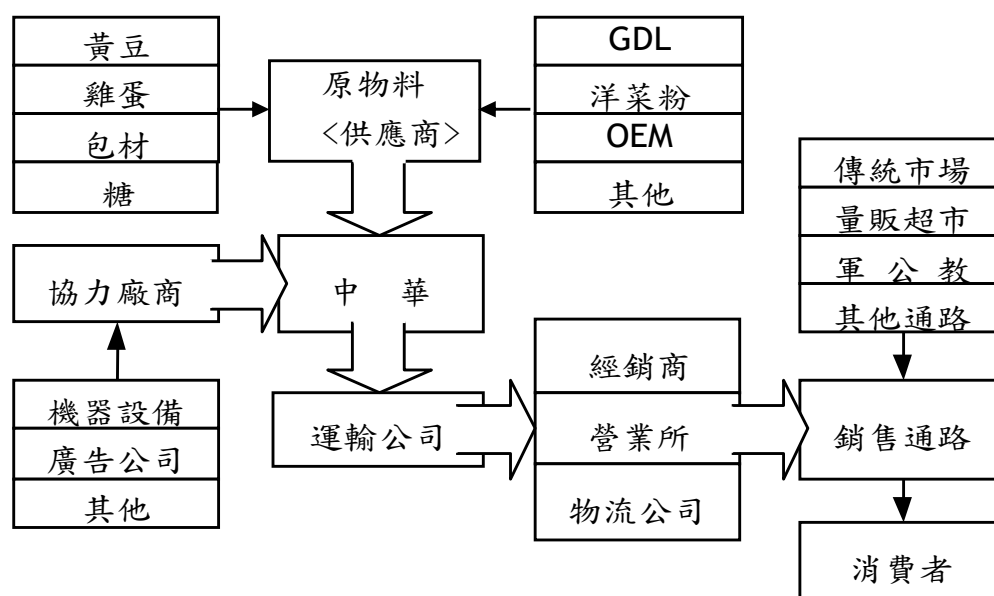 黃豆
雞蛋
包材
糖
原物料
<供應商>
GDL
洋菜粉
OEM
其他
傳統市場
量販超市
軍 公 教
其他通路
協力廠商
中 華
機器設備
廣告公司
其他
運輸公司
經銷商
營業所
物流公司
銷售通路
消費者